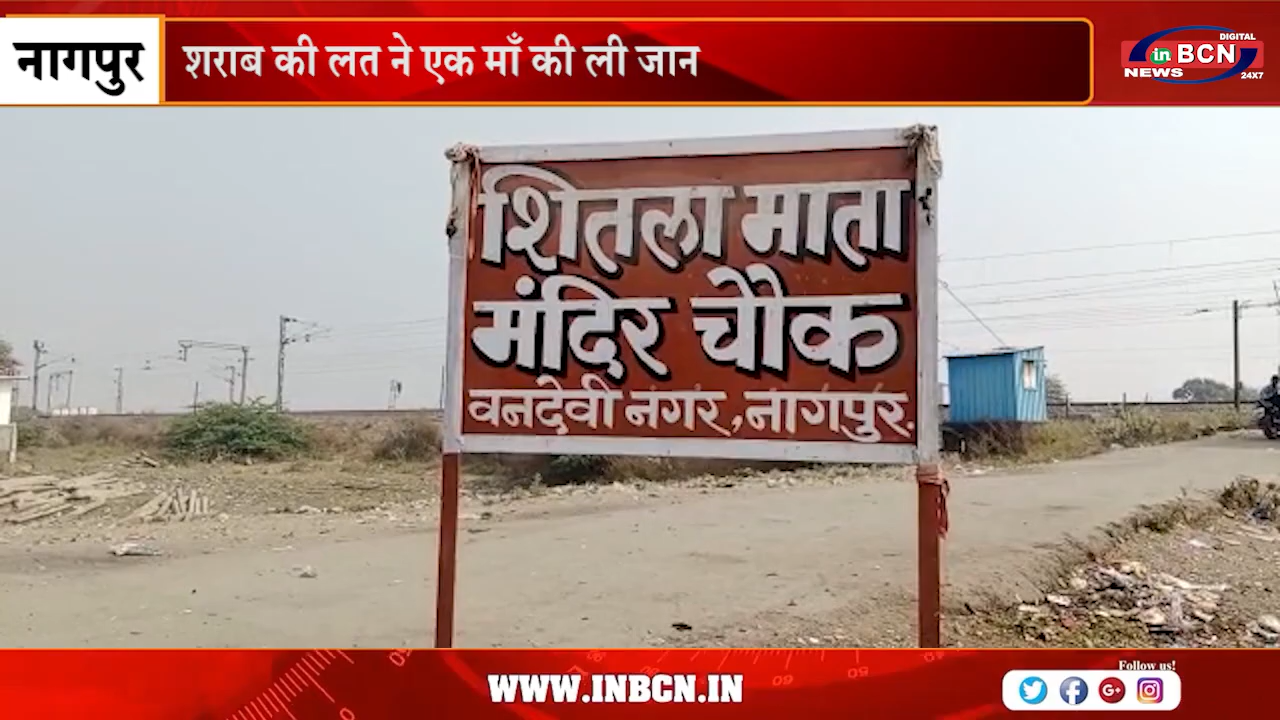 नागपुर
शराब की लत ने एक माँ की ली जान
DIGITAL
in BCN
NEWS 24X7
शितला माता
मंदिर चौक
वनदेवी नगर, नागपुर.
WWW.INBCN.IN
Follow us!